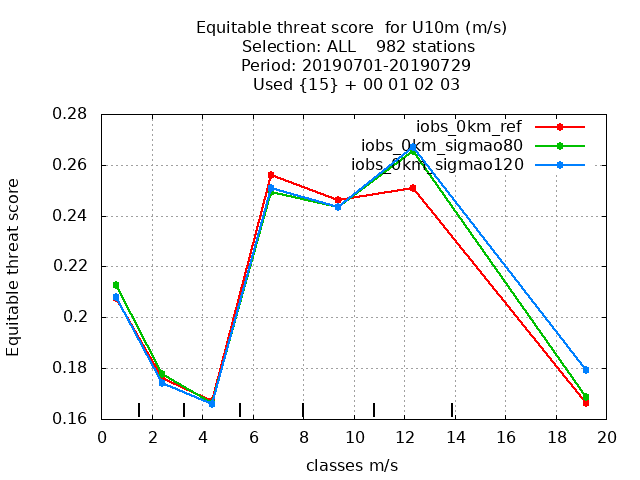 Equitable threat score  for U10m (m/s)
Selection: ALL    982 stations
Period: 20190701-20190729
Used {15} + 00 01 02 03
iobs_0km_ref
iobs_0km_sigmao80
iobs_0km_sigmao120
Equitable threat score
0.28
0.26
0.24
0.22
0.2
0.18
0.16
0 2 4 6 8 10 12 14 16 18 20
classes m/s